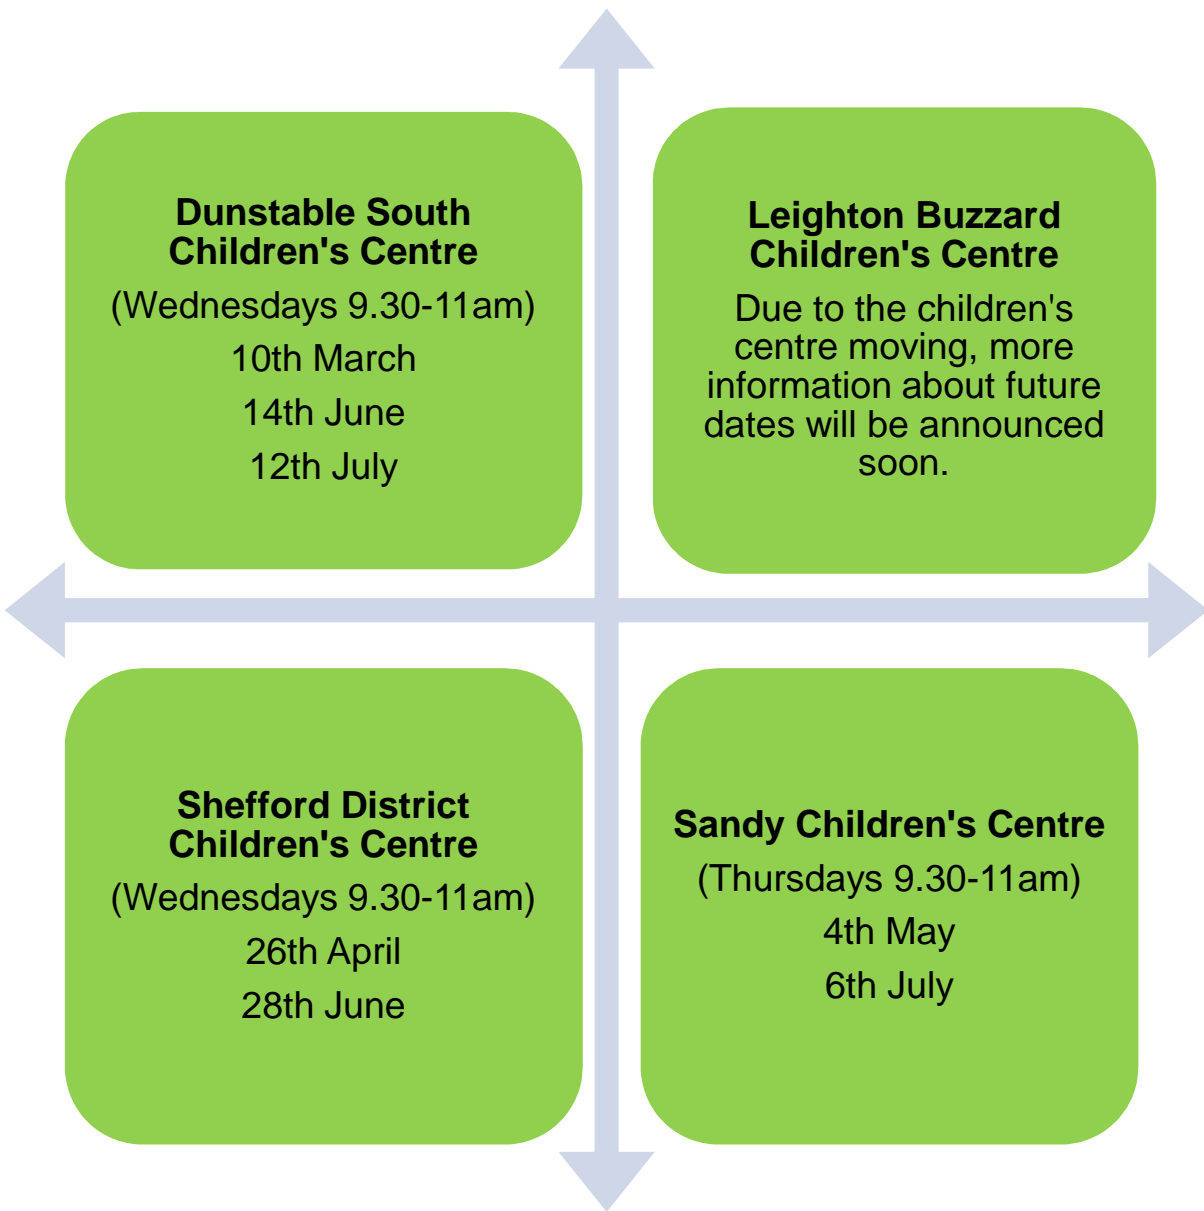 Dunstable South
Children's Centre
(Wednesdays 9.30-11am)
10th March
14th June
12th July
Leighton Buzzard
Children's Centre
Due to the children's
centre moving, more
information about future
dates will be announced
soon.
Shefford District
Children's Centre
(Wednesdays 9.30-11am)
26th April
28th June
Sandy Children's Centre
(Thursdays 9.30-11am)
4th May
6th July